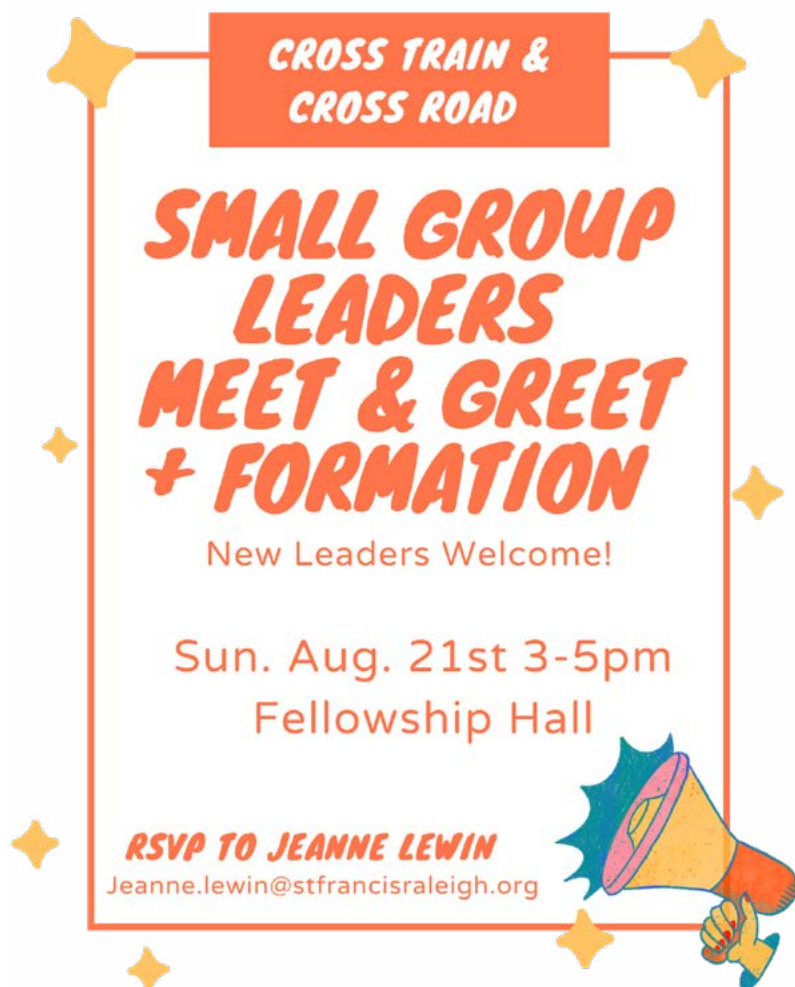 CROSS TRAIN &
CROSS ROAD
SMALL GROUP
LEADERS
MEET & GREET
+ FORMATION
New Leaders Welcome!
Sun. Aug. 21st 3-5pm
Fellowship Hall
RSVP TO JEANNE LEWIN
Jeanne.lewin@stfrancisraleigh.org